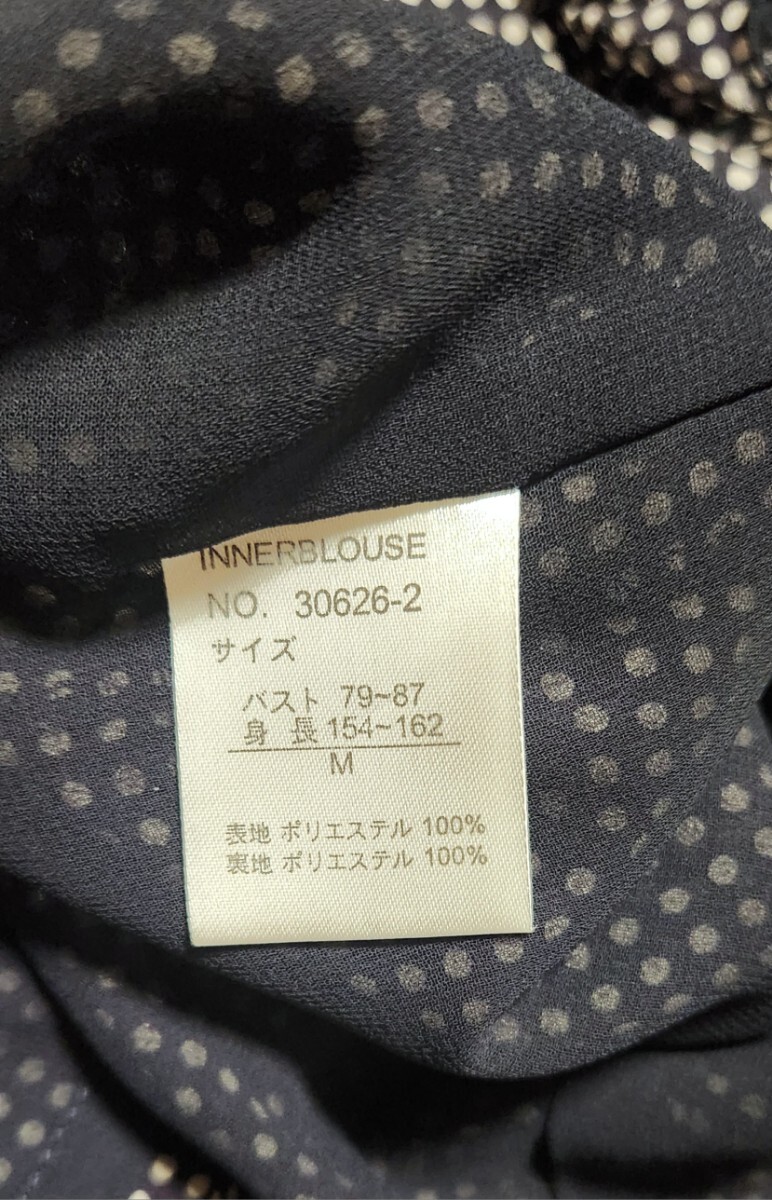 INNERBLOUSE
NO. 30626-2
サイズ
バスト 79~87
身 長 154~162
M
表地 ポリエステル 100%
裏地 ポリエステル 100%